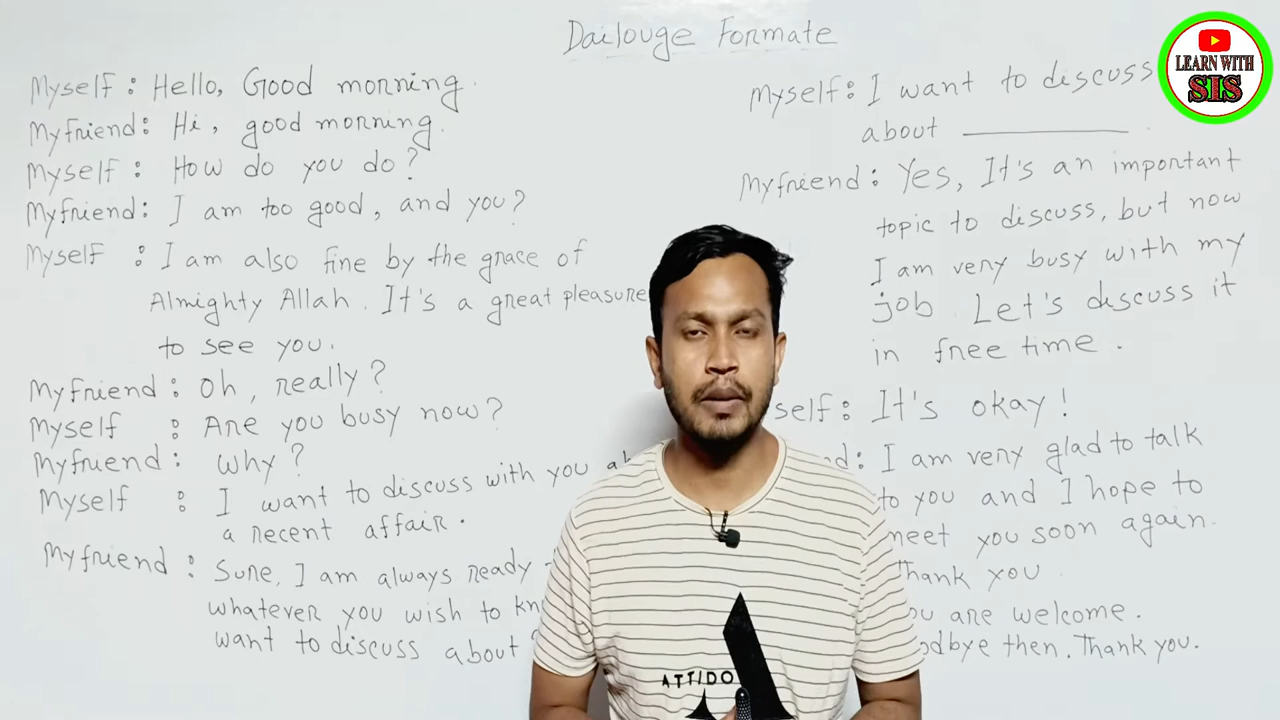 Dailouge Formate
Myself : Hello, Good morning.
Myfriend : Hi, good morning.
Myself : How do you do?
Myfriend : I am too good, and you?
Myself : I am also fine by the grace of
Almighty Allah. It's a great pleasure
to see you.
Myfriend : Oh, really?
Myself : Are you busy now?
Myfriend : Why?
Myself : I want to discuss with you
a recent affair.
Myfriend : Sure, I am always ready
whatever you wish to
want to discuss about
Myself : I want to discuss
about ____________ .
Myfriend : Yes, It's an important
topic to discuss, but now
I am very busy with my
job. Let's discuss it
in free time.
self : It's okay!
d : I am very glad to talk
to you and I hope to
meet you soon again.
Thank you
are welcome.
dbye then. Thank you.
LEARN WITH
SIS
ATTIDO